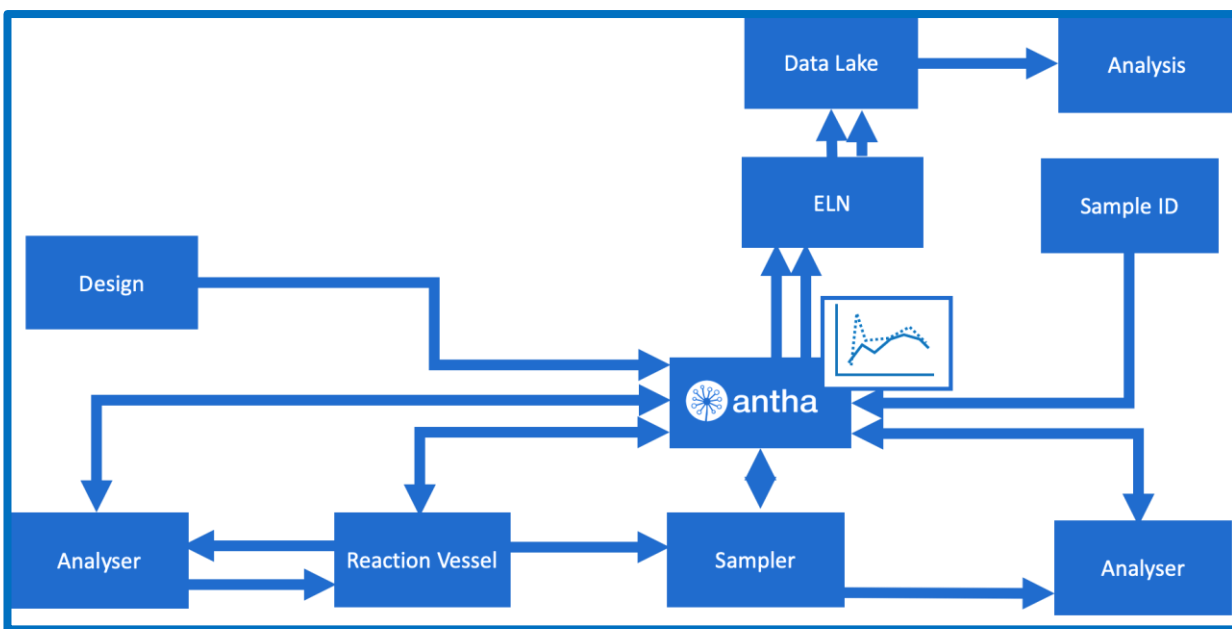 Data Lake
Analysis
ELN
Sample ID
Design
antha
Analyser
Reaction Vessel
Sampler
Analyser